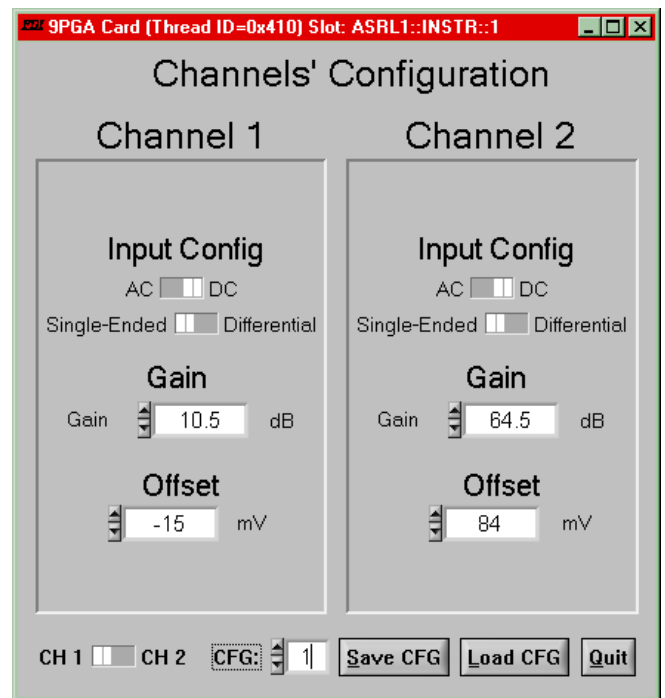 FDI 9PGA Card (Thread ID=0x410) Slot: ASRL1::INSTR::1
Channels' Configuration
Channel 1
Input Config
AC DC
Single-Ended Differential
Gain
Gain 10.5 dB
Offset
-15 mV
Channel 2
Input Config
AC DC
Single-Ended Differential
Gain
Gain 64.5 dB
Offset
84 mV
CH 1 CH 2 CFG: 1 Save CFG Load CFG Quit